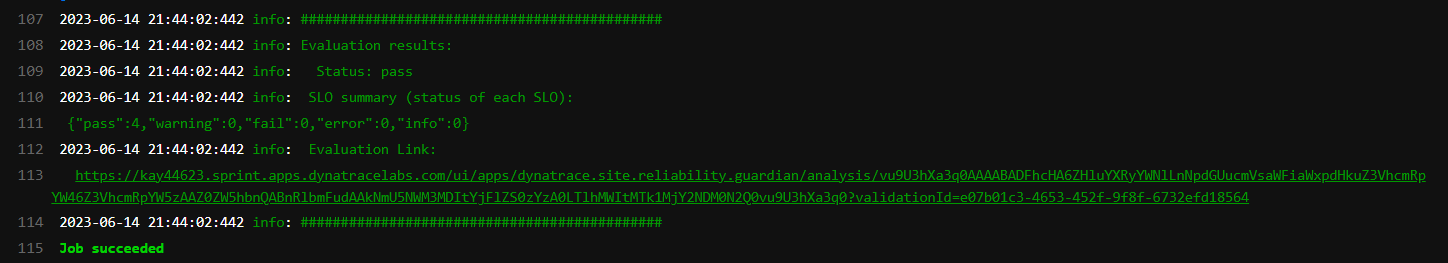 107 2023-06-14 21:44:02:442 info: #############################################
108 2023-06-14 21:44:02:442 info: Evaluation results:
109 2023-06-14 21:44:02:442 info:   Status: pass
110 2023-06-14 21:44:02:442 info:  SLO summary (status of each SLO):
111  {"pass":4,"warning":0,"fail":0,"error":0,"info":0}
112 2023-06-14 21:44:02:442 info:  Evaluation Link:
113   https://kay44623.sprint.apps.dynatracelabs.com/ui/apps/dynatrace.site.reliability.guardian/analysis/vu9U3hXa3q0AAAABADFhcHA6ZHluYXRyYWNlLnNpdGUucmVsaWFiaWxpdHkuZ3VhcmRp
YW46Z3VhcmRpYW5zAAZ0ZW5hbnQABnRlbmFudAAkNmU5NWM3MDItYjFlZS0zYzA0LTlhMWItMTk1MjY2NDM0N2Q0vu9U3hXa3q0?validationId=e07b01c3-4653-452f-9f8f-6732efd18564
114 2023-06-14 21:44:02:442 info: #############################################
115 Job succeeded